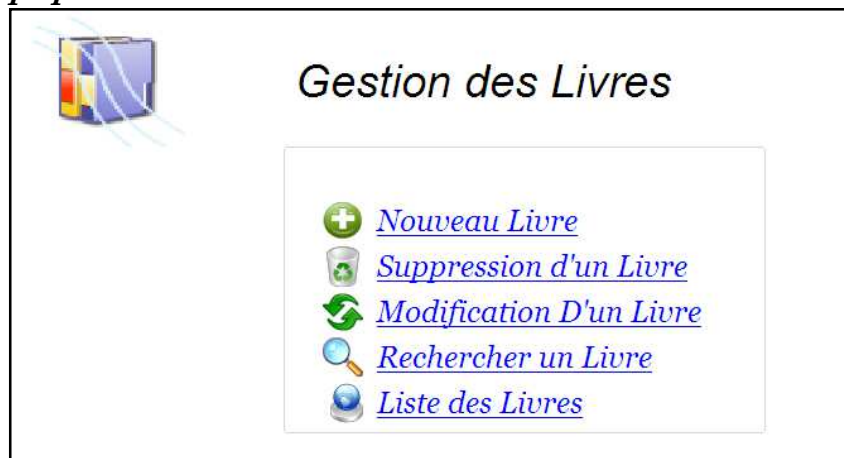 Gestion des Livres
Nouveau Livre
Suppression d'un Livre
Modification D'un Livre
Rechercher un Livre
Liste des Livres